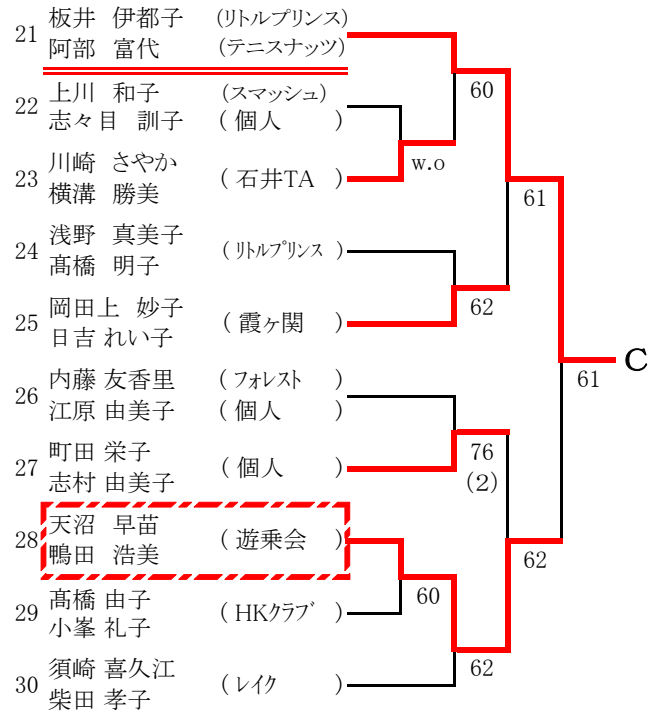 21 板井 伊都子 (リトルプリンス)
阿部 富代 (テニスナッツ)
60
22 上川 和子 (スマッシュ)
志々目 訓子 (個人)
w.o
23 川崎 さやか (石井TA)
横溝 勝美
61
24 浅野 真美子 (リトルプリンス)
髙橋 明子
62
25 岡田上 妙子 (霞ヶ関)
日吉 れい子
61 C
26 内藤 友香里 (フォレスト)
江原 由美子 (個人)
76
(2)
27 町田 栄子 (個人)
志村 由美子
28 天沼 早苗 (遊乗会)
鴨田 浩美
62
60
29 髙橋 由子 (HKクラブ)
小峯 礼子
62
30 須崎 喜久江 (レイク)
柴田 孝子